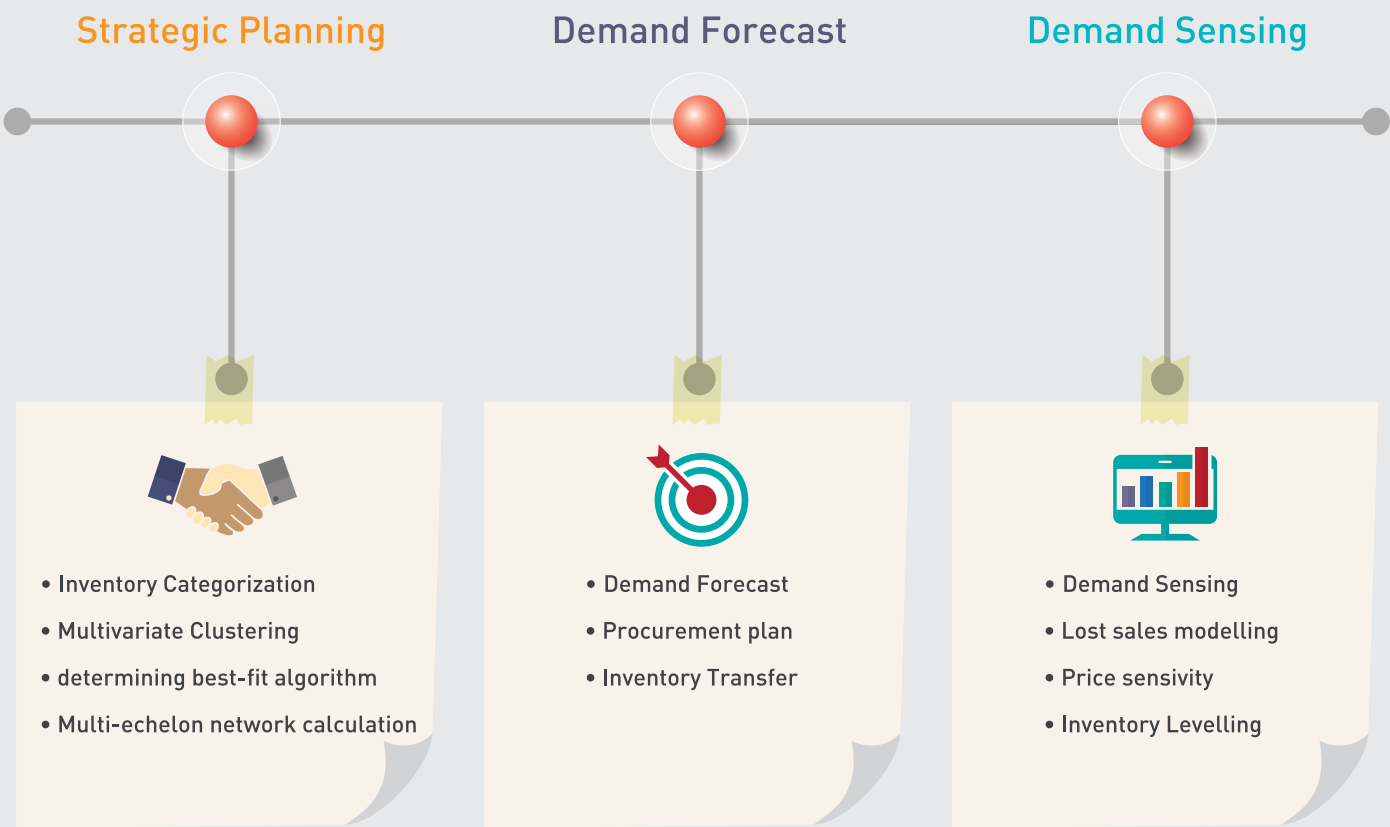 Strategic Planning
Demand Forecast
Demand Sensing
• Inventory Categorization
• Multivariate Clustering
• determining best-fit algorithm
• Multi-echelon network calculation
• Demand Forecast
• Procurement plan
• Inventory Transfer
• Demand Sensing
• Lost sales modelling
• Price sensivity
• Inventory Levelling